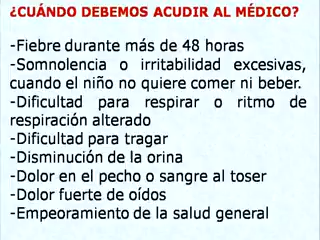 ¿CUÁNDO DEBEMOS ACUDIR AL MÉDICO?
-Fiebre durante más de 48 horas
-Somnolencia o irritabilidad excesivas,
cuando el niño no quiere comer ni beber.
-Dificultad para respirar o ritmo de
respiración alterado
-Dificultad para tragar
-Disminución de la orina
-Dolor en el pecho o sangre al toser
-Dolor fuerte de oídos
-Empeoramiento de la salud general